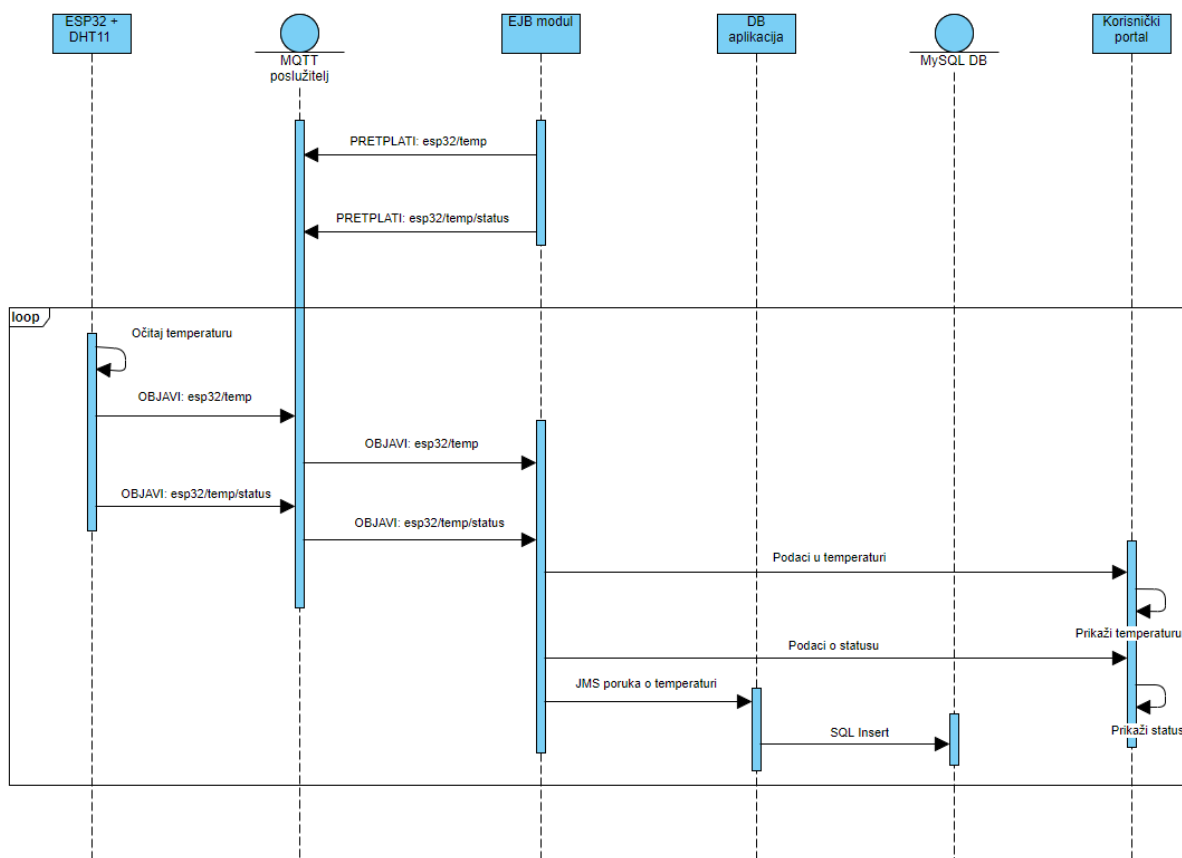 ESP32 +
DHT11
MQTT
poslužitelj
EJB modul
DB
aplikacija
MySQL DB
Korisnički
portal
PRETPLATI: esp32/temp
PRETPLATI: esp32/temp/status
loop
Očitaj temperaturu
OBJAVI: esp32/temp
OBJAVI: esp32/temp
OBJAVI: esp32/temp/status
OBJAVI: esp32/temp/status
Podaci u temperaturi
Prikaži temperaturu
Podaci o statusu
JMS poruka o temperaturi
Prikaži status
SQL Insert